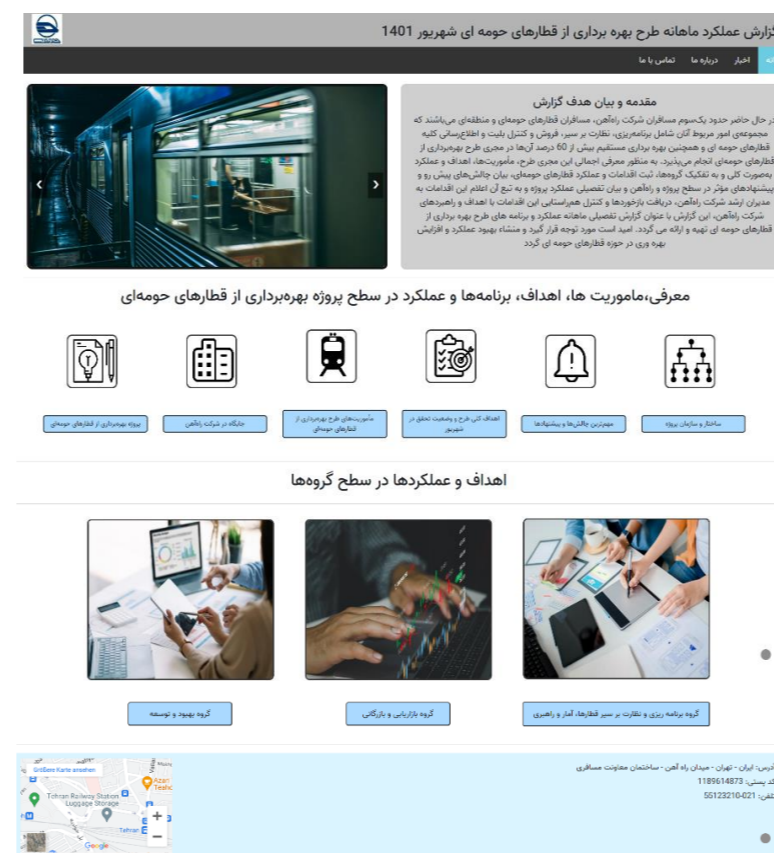 گزارش عملکرد ماهانه طرح بهره برداری از قطارهای حومه ای شهریور 1401
اخبار درباره ما تماس با ما
مقدمه و بیان هدف گزارش
در حال حاضر حدود یک‌سوم مسافران شرکت راه‌آهن، مسافران قطارهای حومه‌ای و منطقه‌ای می‌باشند که
مجموعه‌ی امور مربوط آنان شامل برنامه‌ریزی، نظارت بر سیر، فروش و کنترل بلیت و اطلاع‌رسانی کلیه
قطارهای حومه ای و همچنین بهره برداری مستقیم بیش از 60 درصد آن‌ها در مجری طرح بهره‌برداری از
قطارهای حومه‌ای انجام می‌پذیرد. به منظور معرفی اجمالی این مجری طرح، مأموریت‌ها، اهداف و عملکرد
به‌صورت کلی و به تفکیک گروه‌ها، ثبت اقدامات و عملکرد قطارهای حومه‌ای، بیان چالش‌های پیش رو و
پیشنهادهای مؤثر در سطح پروژه و راه‌آهن و بیان تفصیلی عملکرد پروژه و به تبع آن اعلام این اقدامات به
مدیران ارشد شرکت راه‌آهن، دریافت بازخوردها و کنترل هم‌راستایی این اقدامات با اهداف و راهبردهای
شرکت راه‌آهن، این گزارش با عنوان گزارش تفصیلی ماهانه عملکرد و برنامه های طرح بهره برداری از
قطارهای حومه ای تهیه و ارائه می گردد. امید است مورد توجه قرار گیرد و منشاء بهبود عملکرد و افزایش
بهره وری در حوزه قطارهای حومه ای گردد
معرفی،ماموریت ها، اهداف، برنامه‌ها و عملکرد در سطح پروژه بهره‌برداری از قطارهای حومه‌ای
ساختار و سازمان پروژه
مهم‌ترین چالش‌ها و پیشنهادها
اهداف کلی طرح و وضعیت تحقق در
شهریور
مأموریت‌های طرح بهره‌برداری از
قطارهای حومه‌ای
جایگاه در شرکت راه‌آهن
پروژه بهره‌برداری از قطارهای حومه‌ای
اهداف و عملکردها در سطح گروه‌ها
گروه برنامه ریزی و نظارت بر سیر قطارها، آمار و راهبری
گروه بازاریابی و بازرگانی
گروه بهبود و توسعه
آدرس: ایران - تهران - میدان راه آهن - ساختمان معاونت مسافری
کد پستی: 1189614873
تلفن: 021-55123210
Größere Karte ansehen
Azari
Tehran Railway Station
Luggage Storage
Tehran
Google